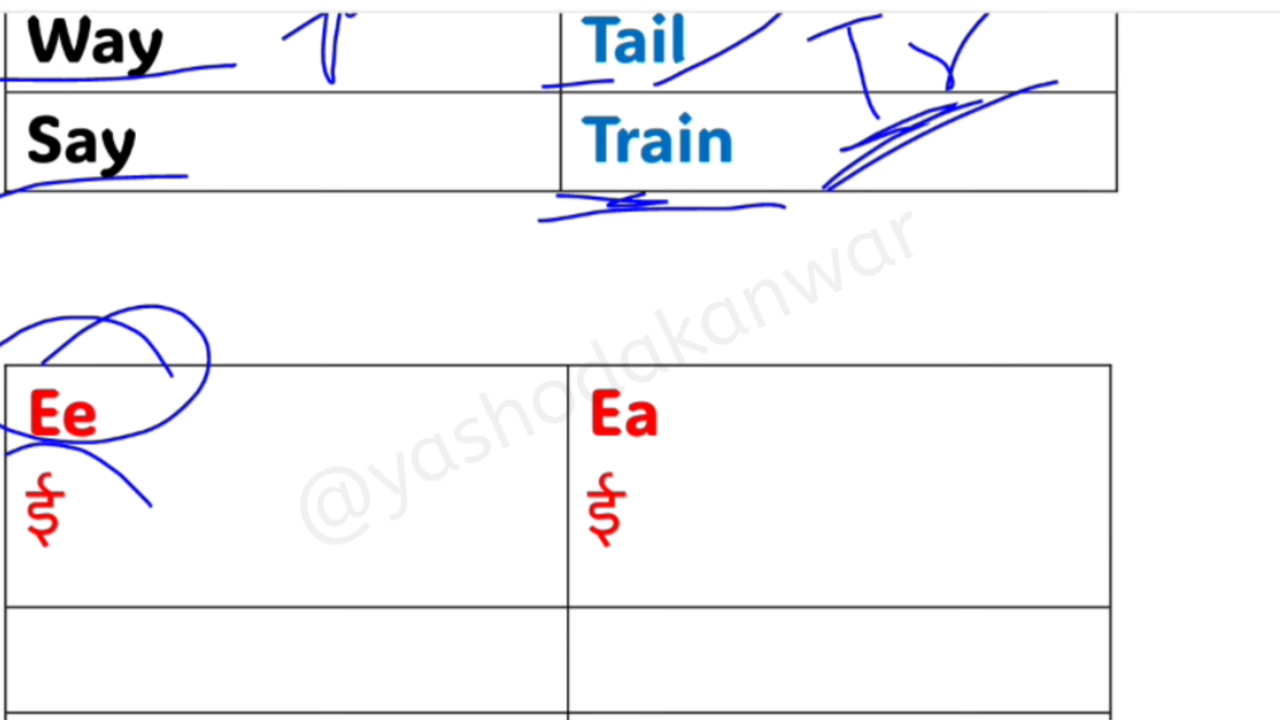 Way Tail
Say Train
@yashodakanwar
Ee Ea
ई ई